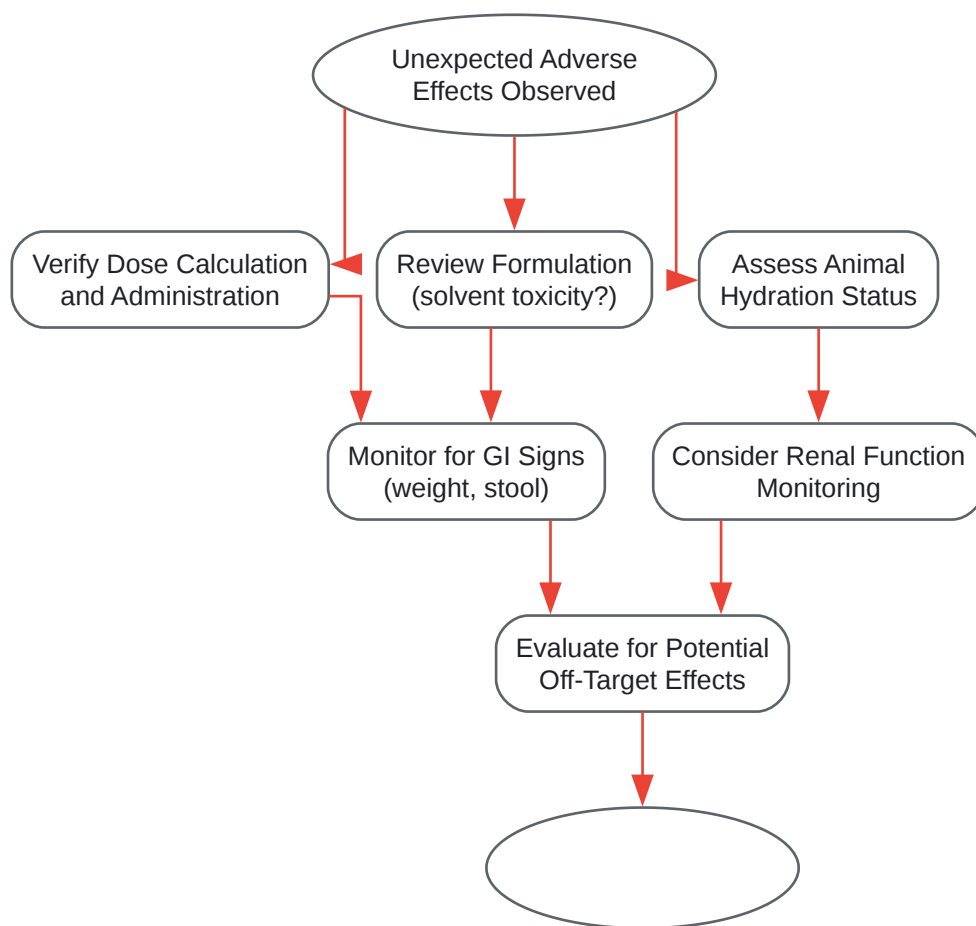 Unexpected Adverse
Effects Observed
Verify Dose Calculation
and Administration
Review Formulation
(solvent toxicity?)
Assess Animal
Hydration Status
Monitor for GI Signs
(weight, stool)
Consider Renal Function
Monitoring
Evaluate for Potential
Off-Target Effects